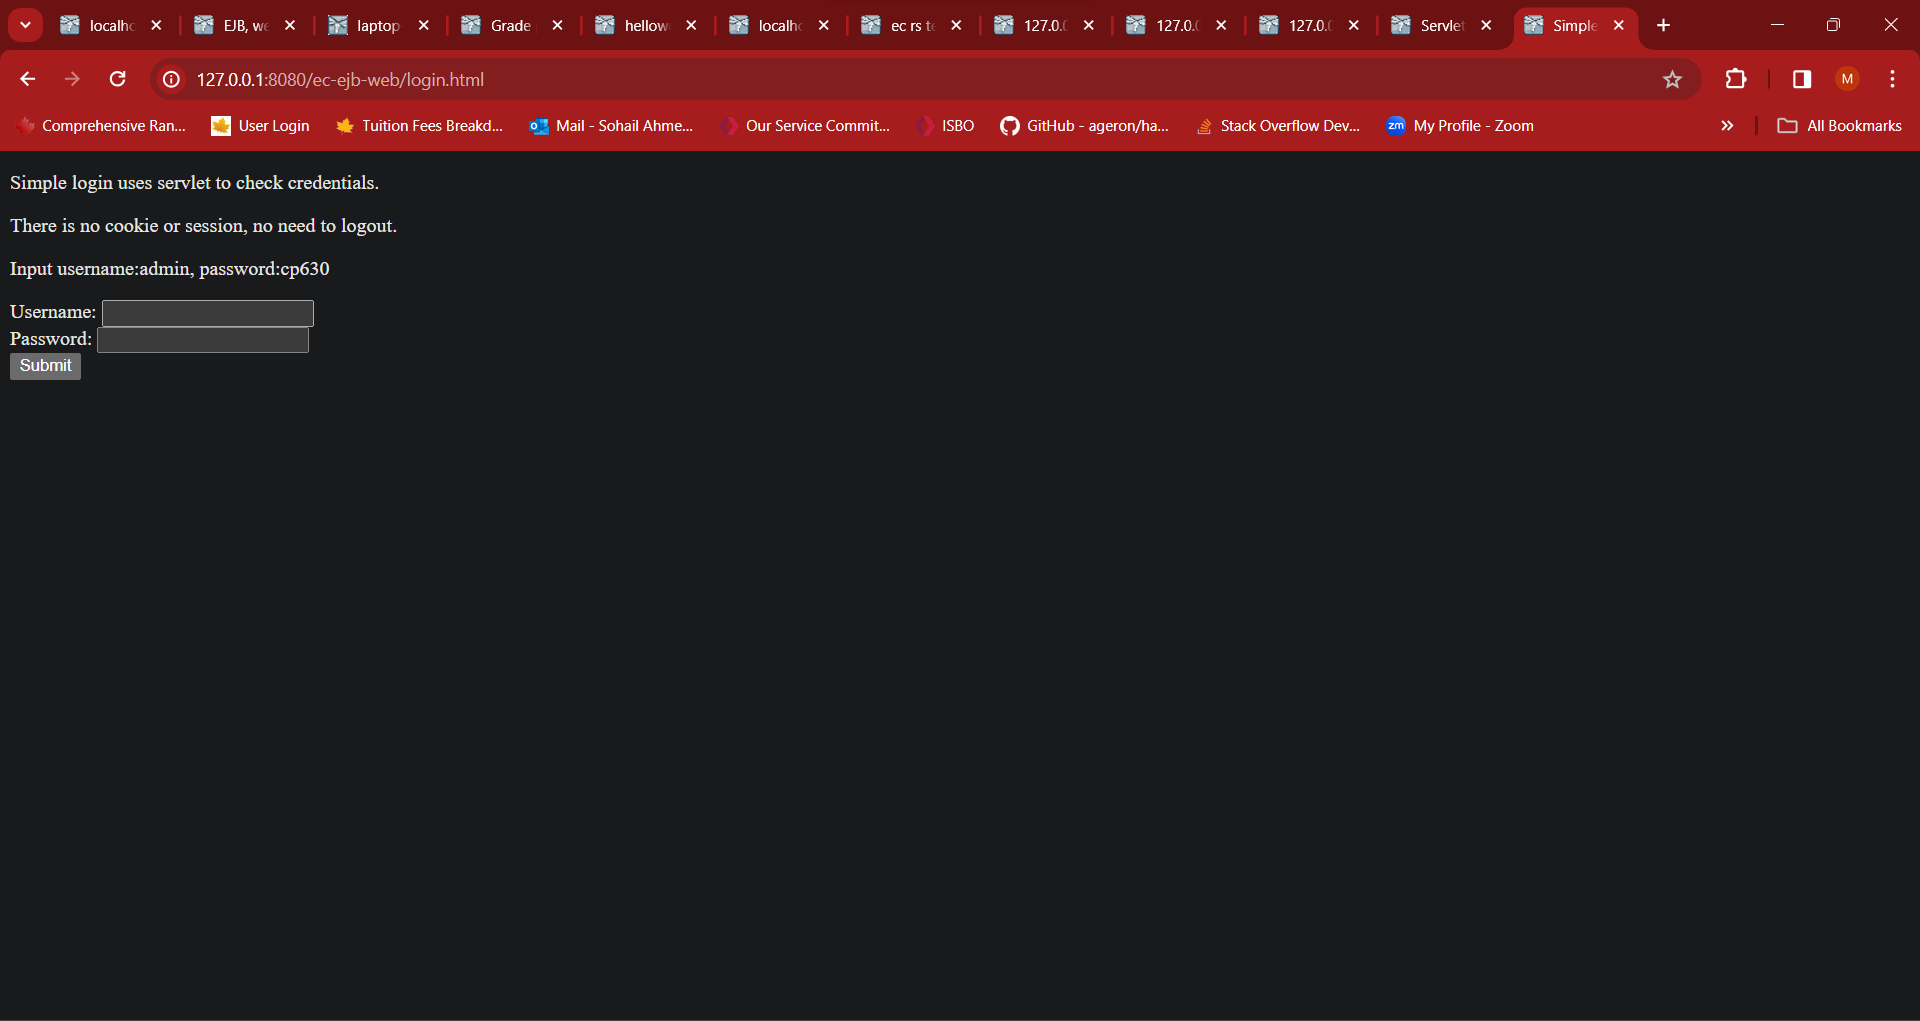 localhc EJB, we laptop- Grade hellow localhc ec rs te 127.0.0 127.0.0 127.0.0 Servlet Simple
127.0.0.1:8080/ec-ejb-web/login.html M
Comprehensive Ran... User Login Tuition Fees Breakd... Mail - Sohail Ahme... Our Service Commit... ISBO GitHub - ageron/ha... Stack Overflow Dev... zm My Profile - Zoom » All Bookmarks
Simple login uses servlet to check credentials.
There is no cookie or session, no need to logout.
Input username:admin, password:cp630
Username:
Password:
Submit